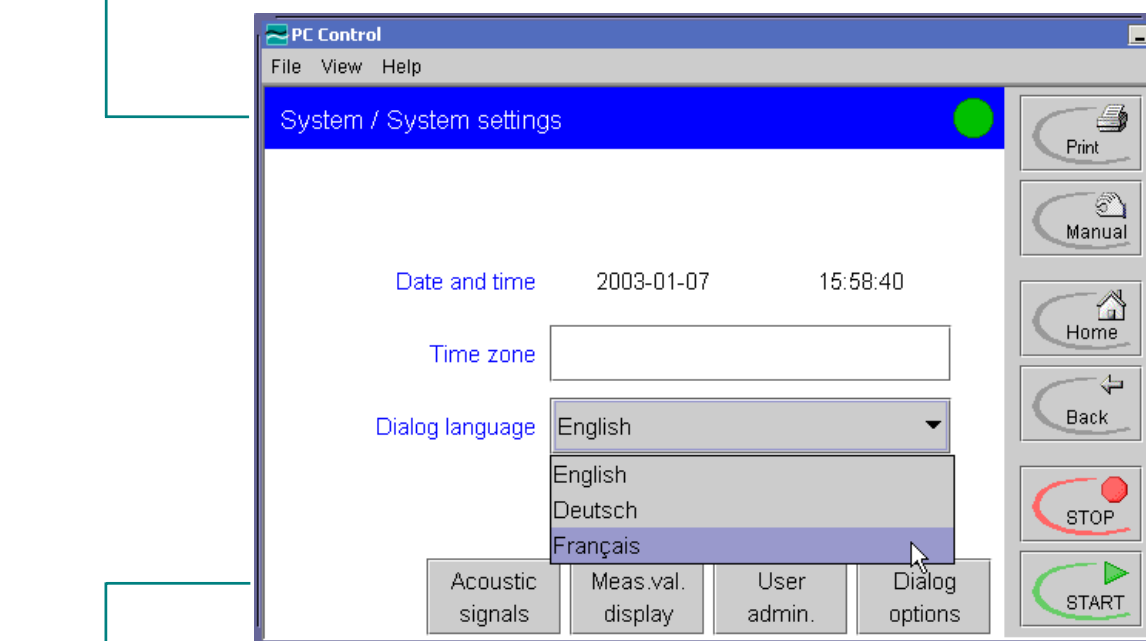 PC Control
File View Help
System / System settings
Print
Manual
Date and time 2003-01-07 15:58:40
Home
Time zone
Back
Dialog language English
English
Deutsch
STOP
Français
Acoustic signals
Meas.val. display
User admin.
Dialog options
START